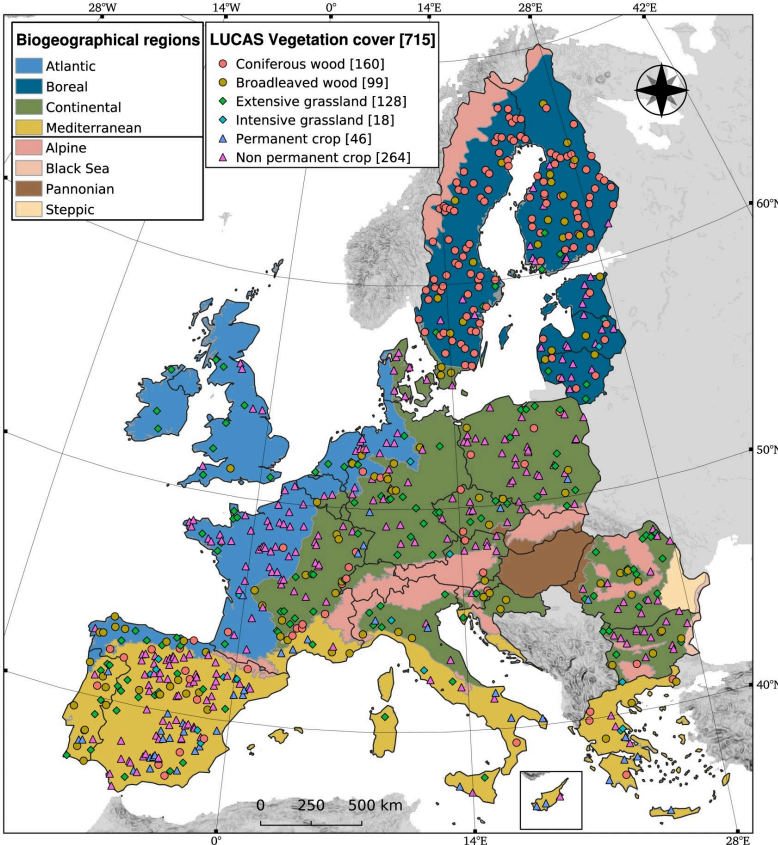 28°W 14°W 0° 14°E 28°E 42°E
Biogeographical regions
Atlantic
Boreal
Continental
Mediterranean
Alpine
Black Sea
Pannonian
Steppic
LUCAS Vegetation cover [715]
Coniferous wood [160]
Broadleaved wood [99]
Extensive grassland [128]
Intensive grassland [18]
Permanent crop [46]
Non permanent crop [264]
60°N
50°N
40°N
0 250 500 km
0° 14°E 28°E